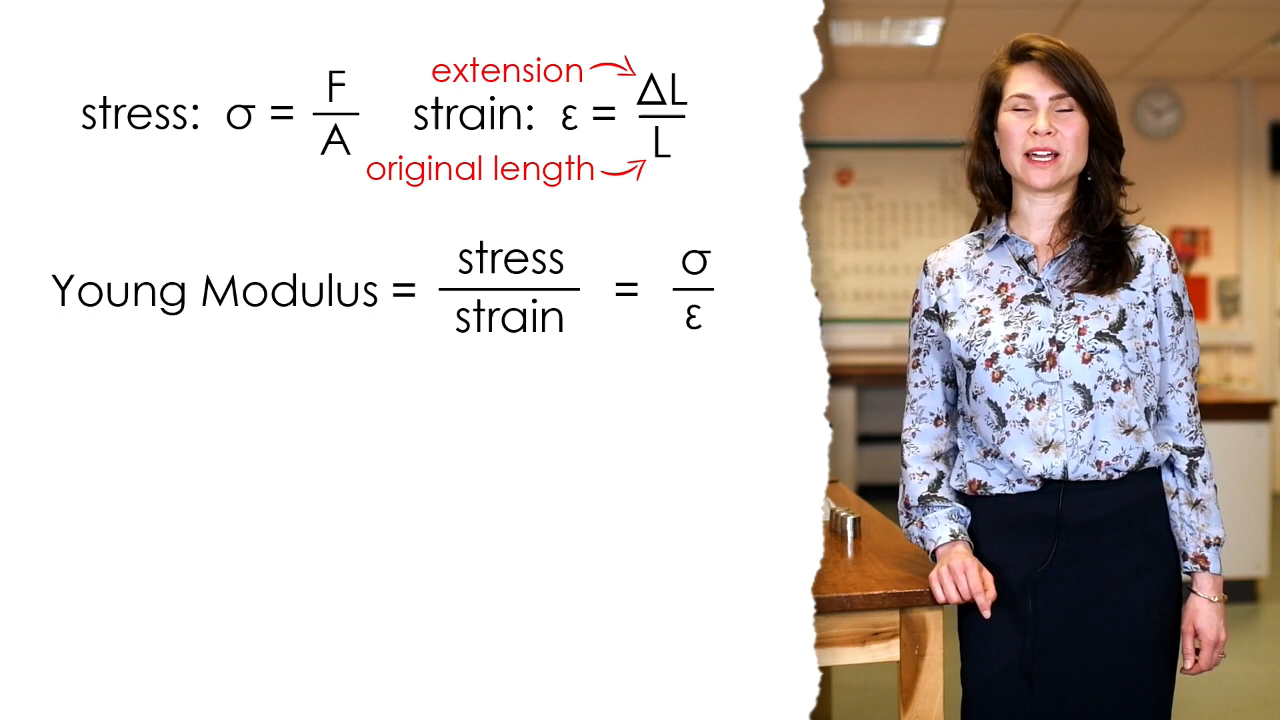 extension
stress: σ = F/A strain: ε = ΔL/L
original length
Young Modulus = stress/strain = σ/ε